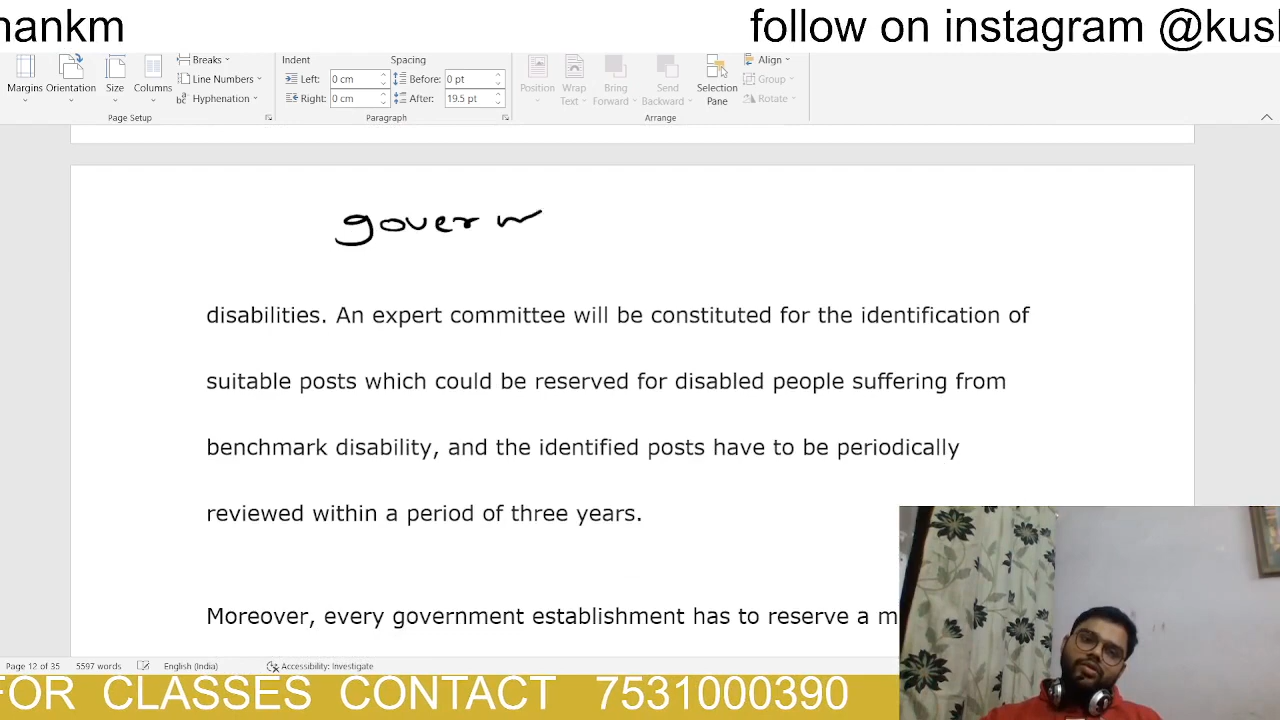 hankm follow on instagram @kusl
Breaks Indent Spacing Align
Margins Orientation Size Columns Line Numbers Left: 0 cm Before: 0 pt Position Wrap Text Bring Forward Send Backward Selection Pane Group
Hyphenation Right: 0 cm After: 19.5 pt Rotate
Page Setup Paragraph Arrange
govern
disabilities. An expert committee will be constituted for the identification of
suitable posts which could be reserved for disabled people suffering from
benchmark disability, and the identified posts have to be periodically
reviewed within a period of three years.
Moreover, every government establishment has to reserve a m
Page 12 of 35 5597 words English (India) Accessibility: Investigate
FOR CLASSES CONTACT 7531000390